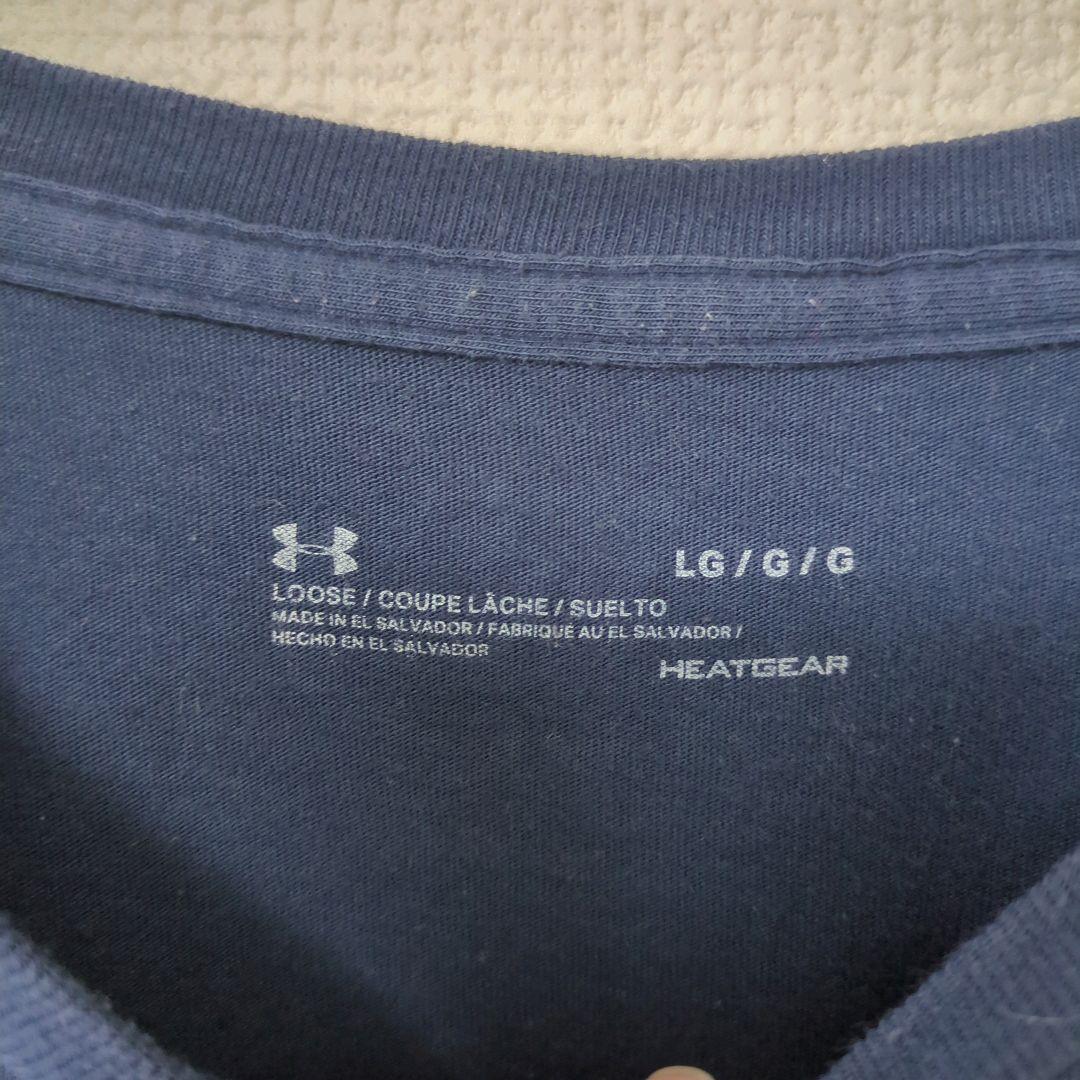 LG / G / G
LOOSE / COUPE LÂCHE / SUELTO
MADE IN EL SALVADOR / FABRIQUÉ AU EL SALVADOR /
HECHO EN EL SALVADOR
HEATGEAR